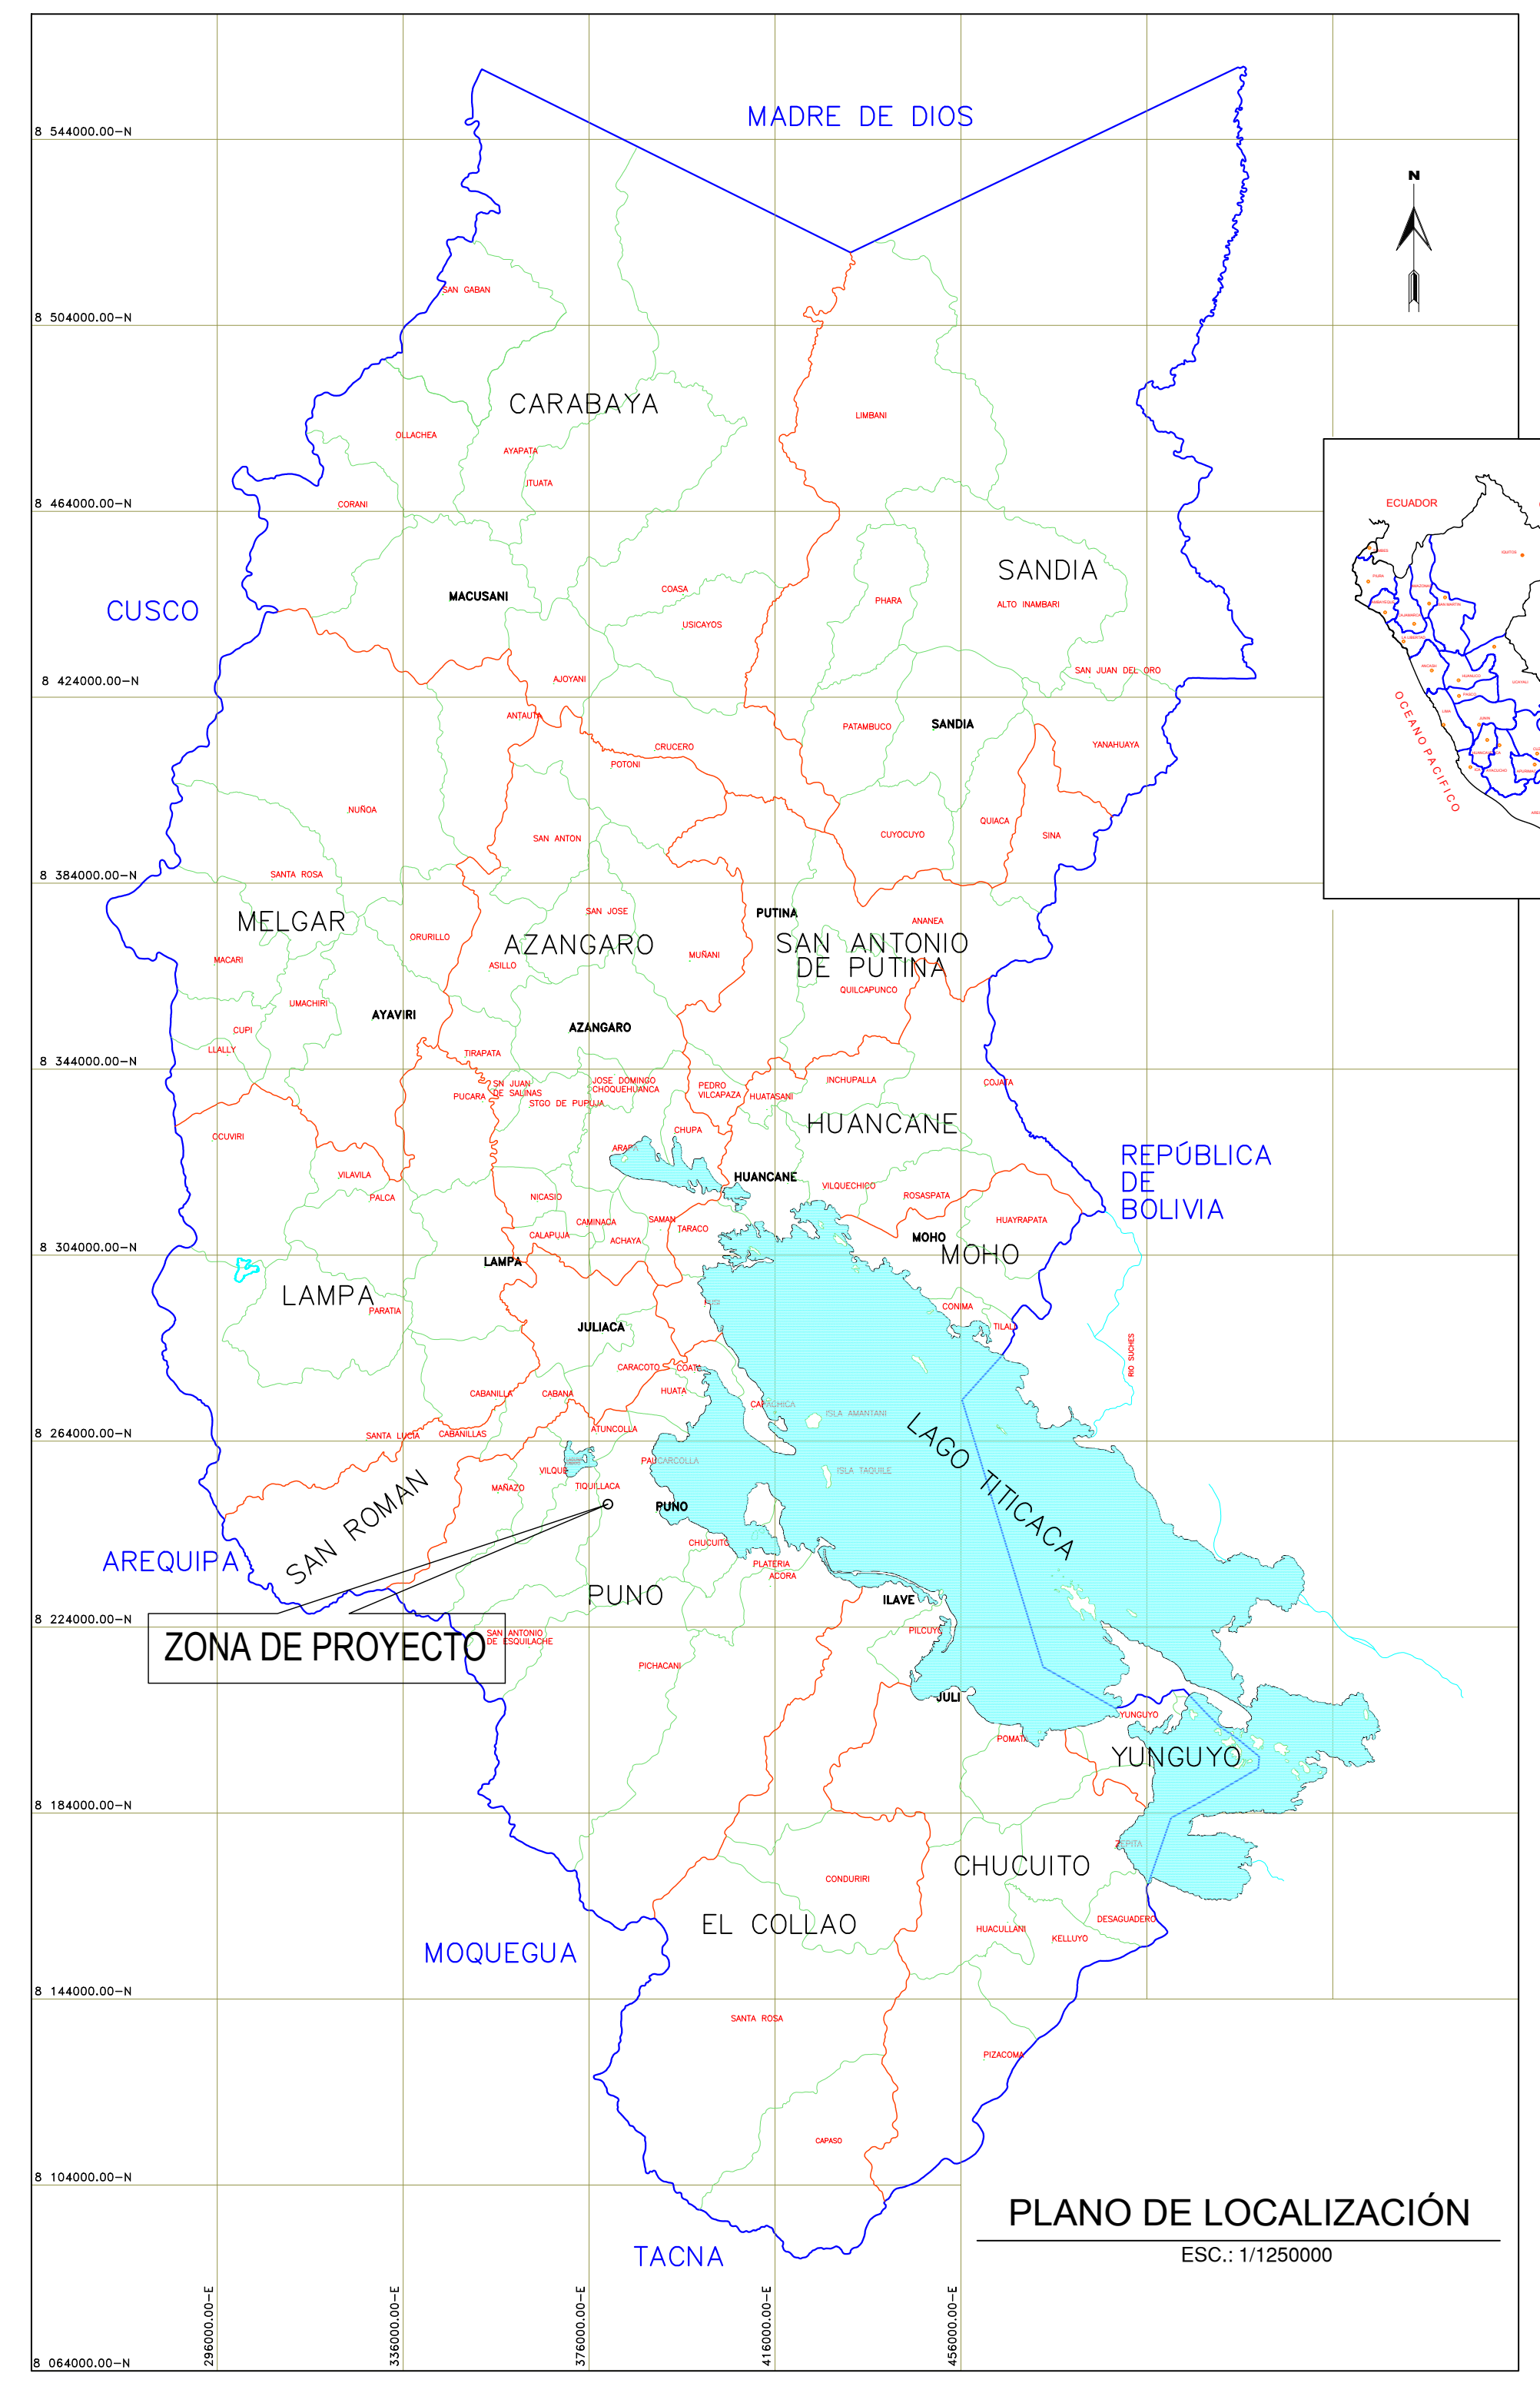 MADRE DE DIOS
8 544000.00-N
N
SAN GABAN
8 504000.00-N
CARABAYA
LIMBANI
OLLACHEA
AYAPATA
ITUATA
CORANI
8 464000.00-N
ECUADOR
SANDIA
COASA
MACUSANI
PHARA
ALTO INAMBARI
CUSCO
USICAYOS
SAN JUAN DEL ORO
AJOYANI
8 424000.00-N
ANTAUTA
PATAMBUCO
SANDIA
YANAHUAYA
CRUCERO
POTONI
OCEANO PACIFICO
NUÑOA
SAN ANTON
CUYOCUYO
QUIACA
SINA
SANTA ROSA
8 384000.00-N
SAN JOSE
PUTINA
MELGAR
ANANEA
ORURILLO
AZANGARO
SAN ANTONIO
DE PUTINA
MACARI
ASILLO
MUÑANI
QUILCAPUNCO
UMACHIRI
AYAVIRI
AZANGARO
CUPI
LLALLY
TIRAPATA
8 344000.00-N
INCHUPALLA
COJATA
SN JUAN
DE SALINAS
JOSE DOMINGO
CHOQUEHUANCA
PEDRO
VILCAPAZA
HUATASANI
PUCARA
STGO DE PUPUJA
HUANCANE
OCUVIRI
CHUPA
ARAPA
REPÚBLICA
DE
BOLIVIA
VILAVILA
HUANCANE
VILQUECHICO
ROSASPATA
PALCA
NICASIO
CAMINACA
SAMAN
TARACO
HUAYRAPATA
CALAPUJA
ACHAYA
MOHO
MOHO
8 304000.00-N
LAMPA
LAMPA
PARATIA
CONIMA
TILALI
JULIACA
RIO SUCHES
CARACOTO
COATA
CABANILLA
CABANA
HUATA
CAPACHICA
ISLA AMANTANI
SANTA LUCIA
CABANILLAS
ATUNCOLLA
8 264000.00-N
LAGO TITICACA
VILQUE
PAUCARCOLLA
ISLA TAQUILE
MAÑAZO
TIQUILLACA
PUNO
SAN ROMAN
CHUCUITO
AREQUIPA
PLATERIA
ACORA
PUNO
ILAVE
8 224000.00-N
ZONA DE PROYECTO
SAN ANTONIO
DE ESQUILACHE
PILCUYO
PICHACANI
JULI
YUNGUYO
POMATA
YUNGUYO
8 184000.00-N
ZEPITA
CHUCUITO
CONDURIRI
EL COLLAO
DESAGUADERO
HUACULLANI
KELLUYO
MOQUEGUA
8 144000.00-N
SANTA ROSA
PIZACOMA
CAPASO
8 104000.00-N
PLANO DE LOCALIZACIÓN
ESC.: 1/1250000
TACNA
296000.00-E
336000.00-E
376000.00-E
416000.00-E
456000.00-E
8 064000.00-N